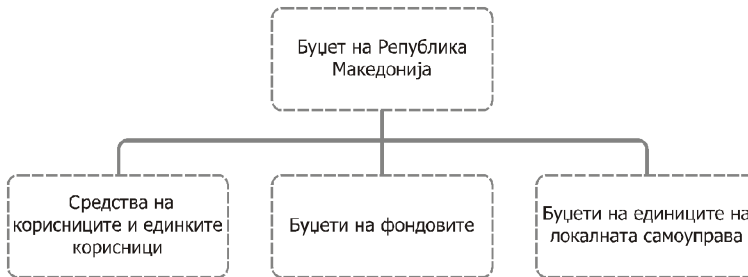 Буџет на Република
Македонија
Средства на
корисниците и единките
корисници
Буџети на фондовите
Буџети на единиците на
локалната самоуправа